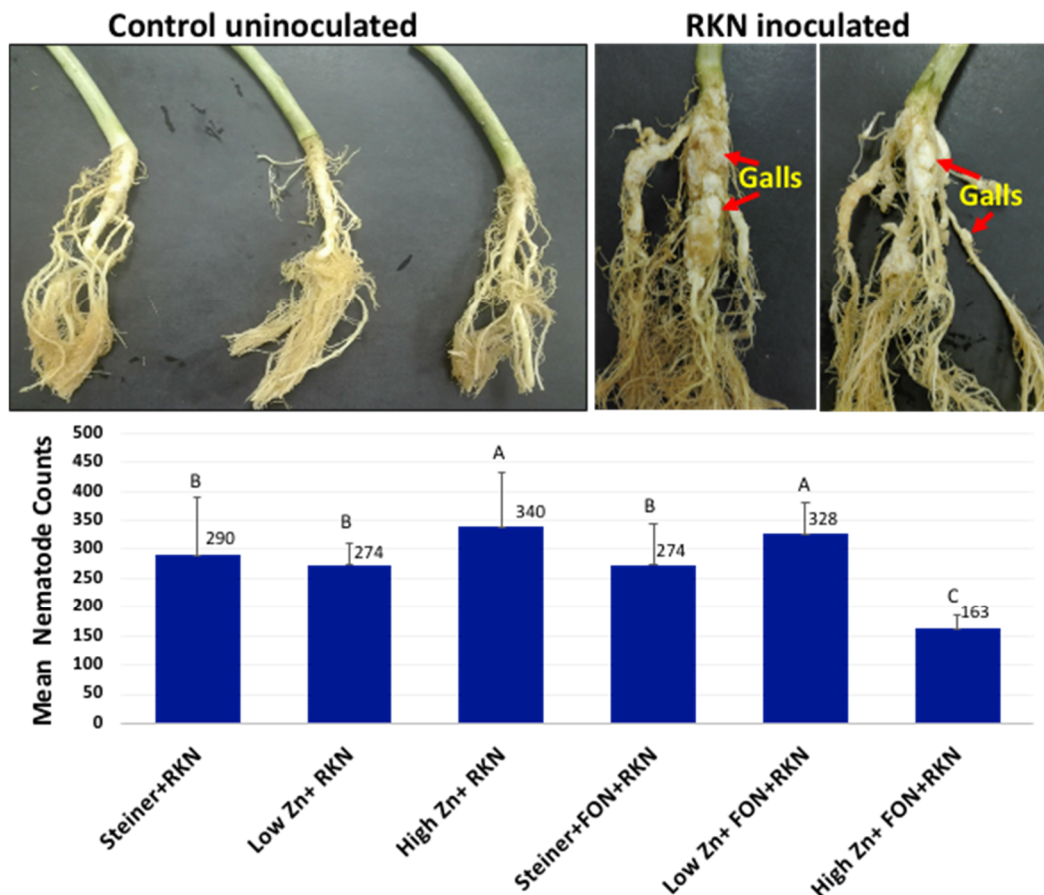 Control uninoculated
RKN inoculated
Galls
Galls
Mean Nematode Counts
500
450
400
350
300
250
200
150
100
50
0
B
290
B
274
A
340
B
274
A
328
C
163
Steiner+RKN
Low Zn+ RKN
High Zn+ RKN
Steiner+FON+RKN
Low Zn+ FON+RKN
High Zn+ FON+RKN